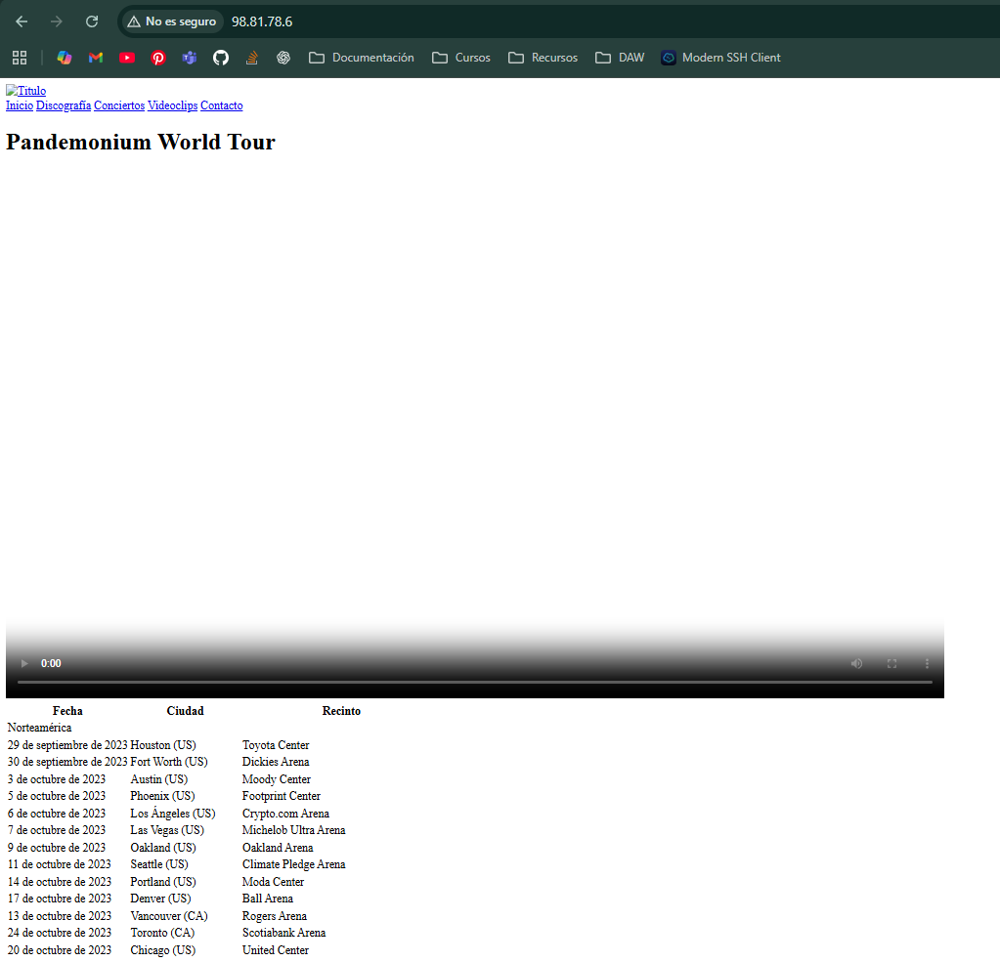 No es seguro 98.81.78.6
Documentación Cursos Recursos DAW Modern SSH Client
Titulo
Inicio Discografía Conciertos Videoclips Contacto
Pandemonium World Tour
0:00
Fecha Ciudad Recinto
Norteamérica
29 de septiembre de 2023 Houston (US) Toyota Center
30 de septiembre de 2023 Fort Worth (US) Dickies Arena
3 de octubre de 2023 Austin (US) Moody Center
5 de octubre de 2023 Phoenix (US) Footprint Center
6 de octubre de 2023 Los Ángeles (US) Crypto.com Arena
7 de octubre de 2023 Las Vegas (US) Michelob Ultra Arena
9 de octubre de 2023 Oakland (US) Oakland Arena
11 de octubre de 2023 Seattle (US) Climate Pledge Arena
14 de octubre de 2023 Portland (US) Moda Center
17 de octubre de 2023 Denver (US) Ball Arena
13 de octubre de 2023 Vancouver (CA) Rogers Arena
24 de octubre de 2023 Toronto (CA) Scotiabank Arena
20 de octubre de 2023 Chicago (US) United Center